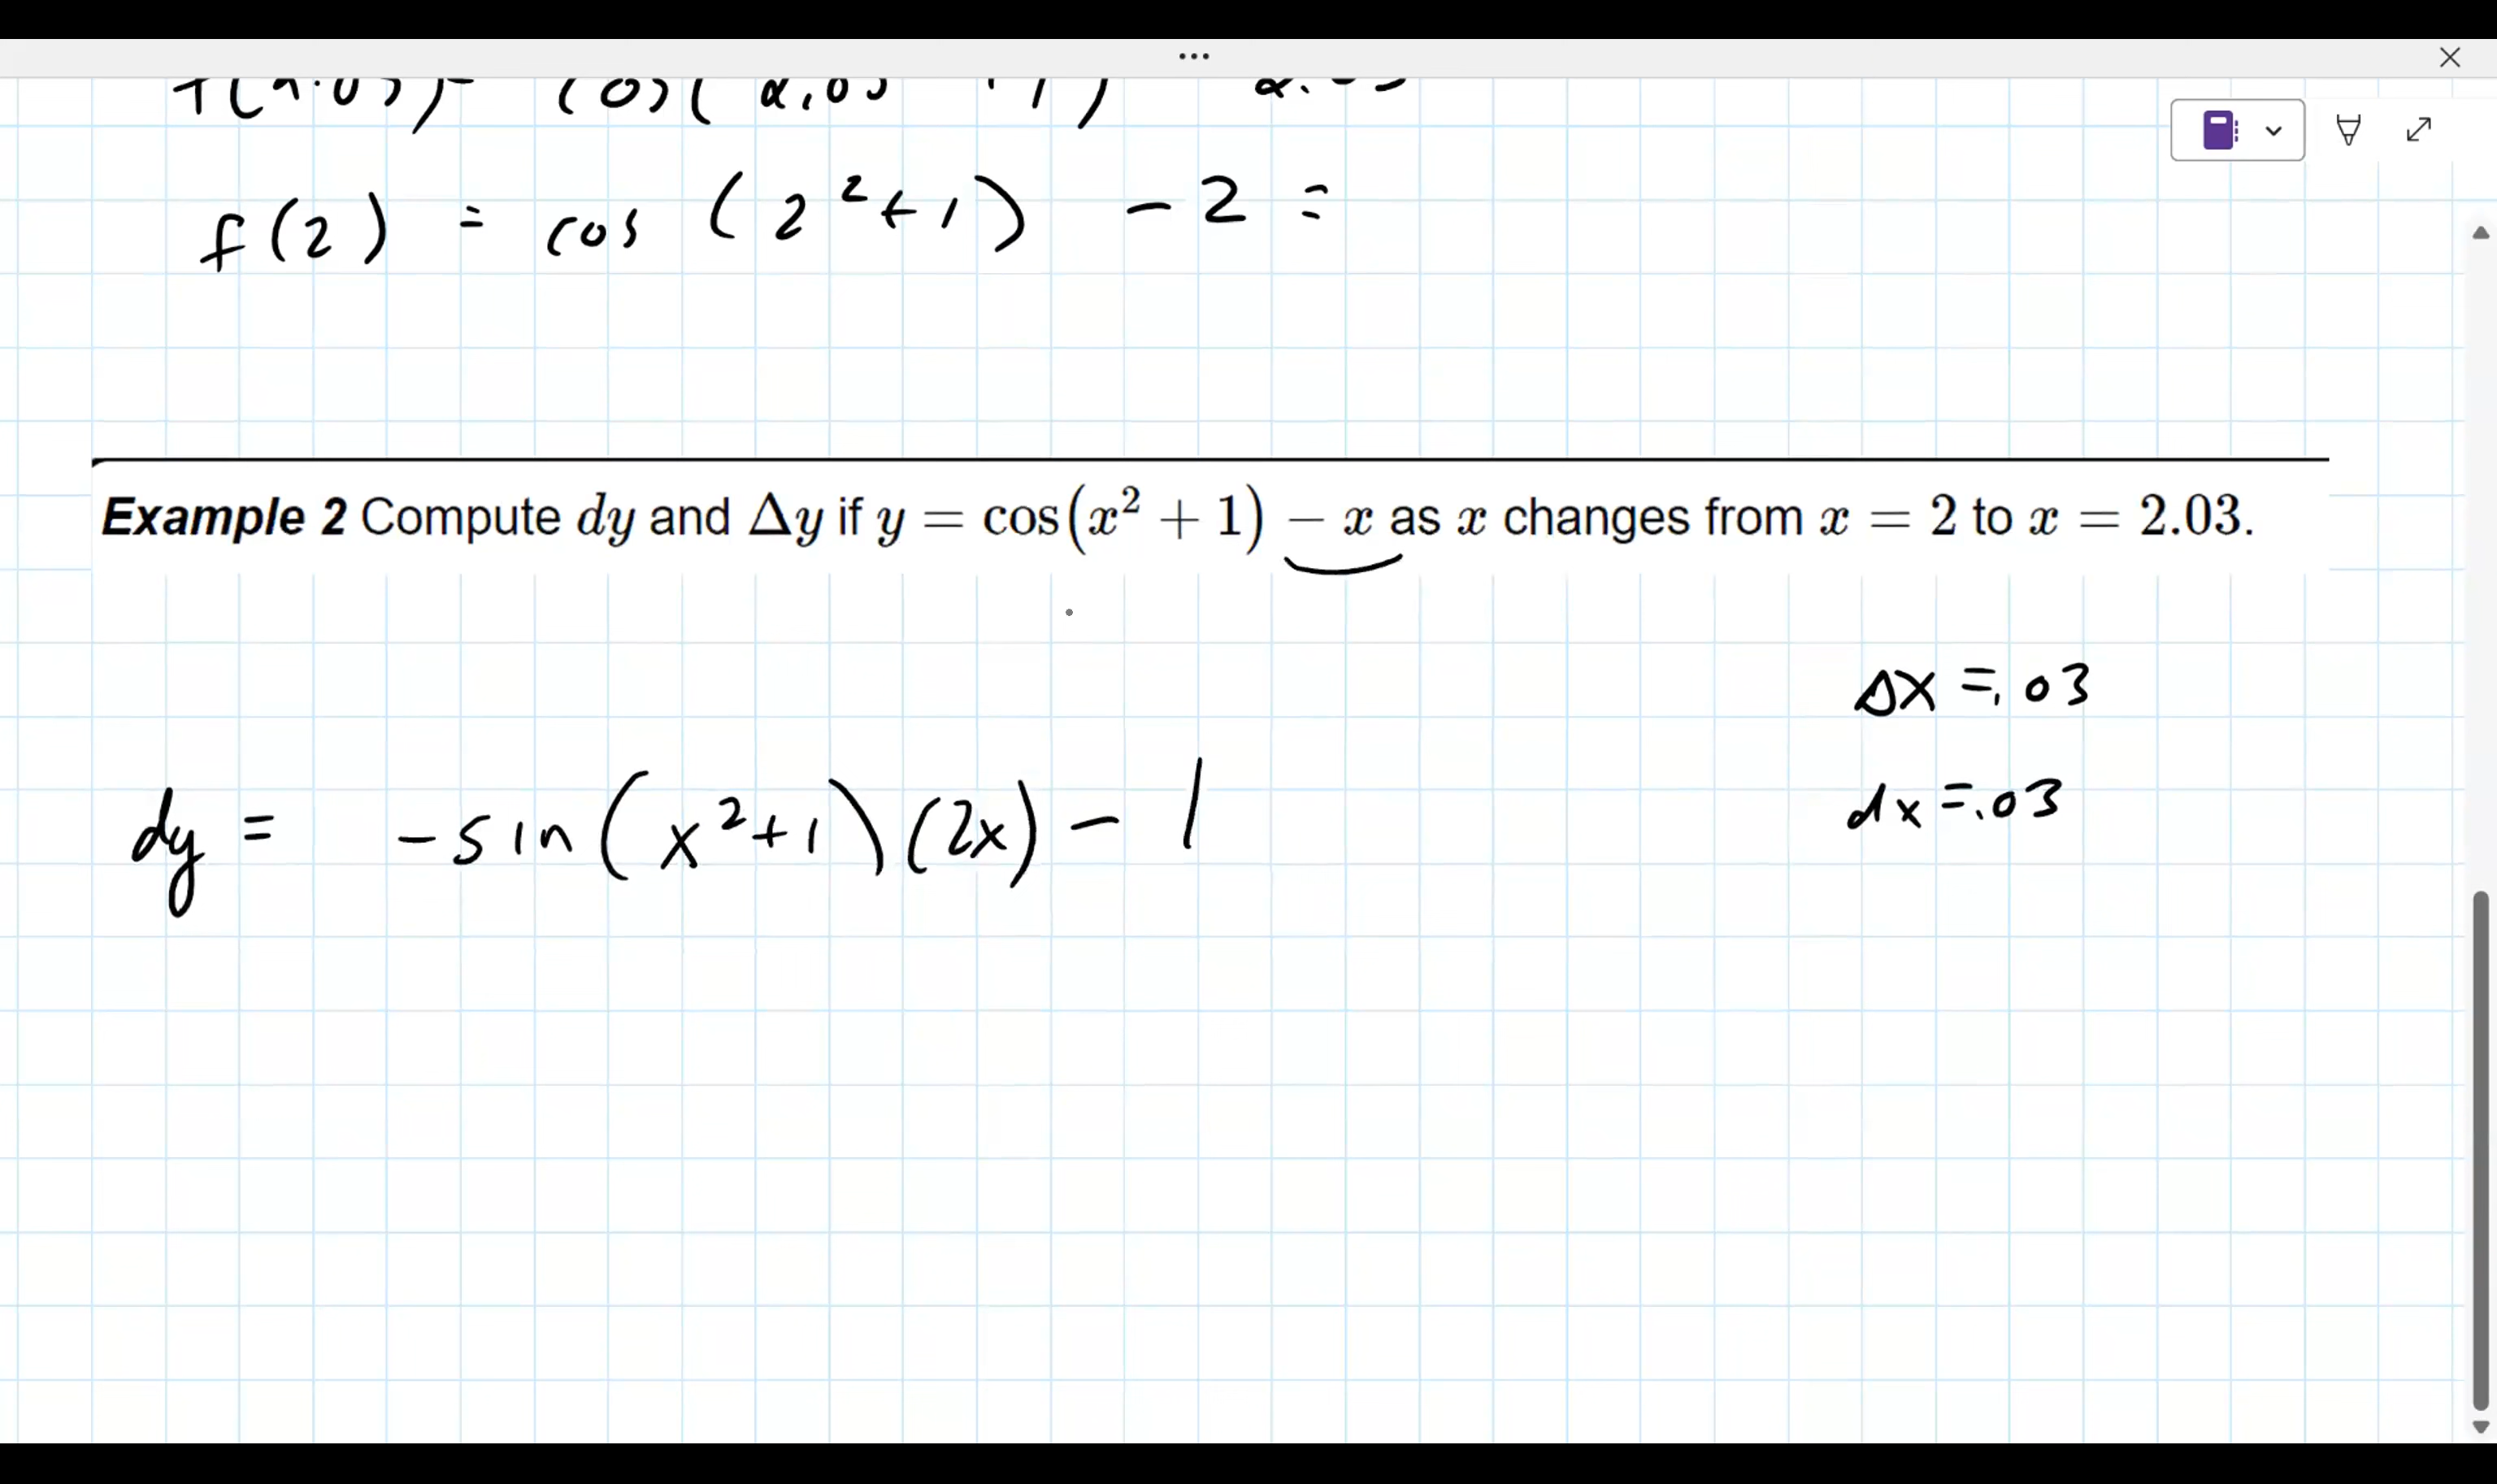 f(2) = cos (2² + 1) - 2 =
Example 2 Compute dy and Δy if y = cos(x² + 1) − x as x changes from x = 2 to x = 2.03.
Δx = .03
dx = .03
dy = -sin(x²+1)(2x) - 1